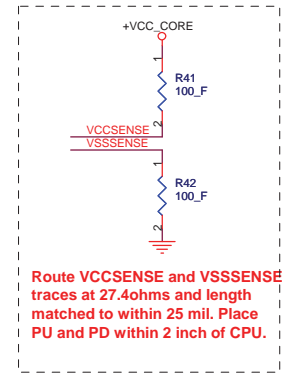 +VCC_CORE
1
R41
100_F
2
VCCSENSE
VSSSENSE
1
R42
100_F
2
Route VCCSENSE and VSSSENSE
traces at 27.4ohms and length
matched to within 25 mil. Place
PU and PD within 2 inch of CPU.